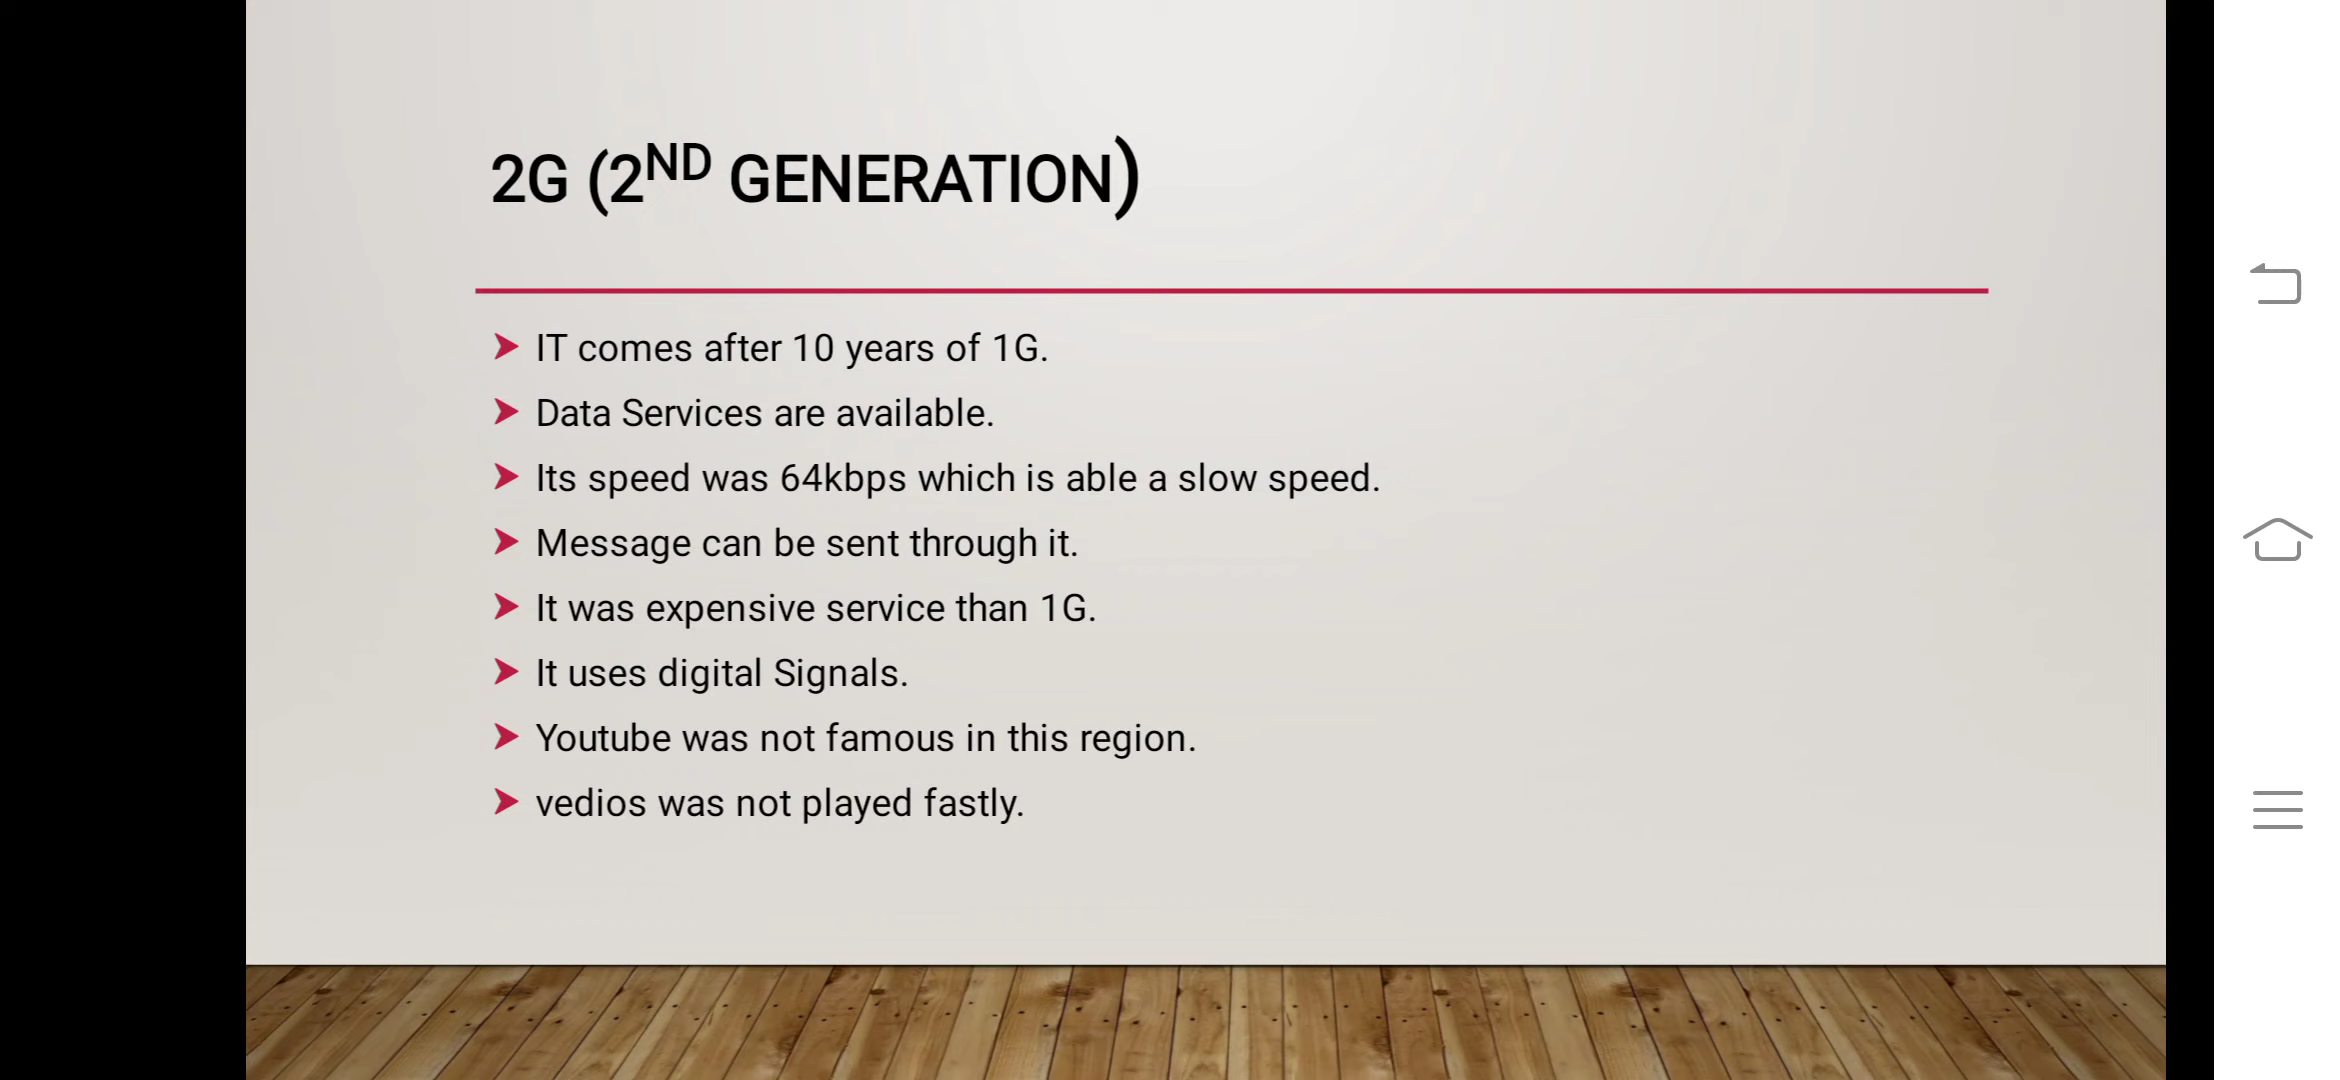 2G (2ND GENERATION)
IT comes after 10 years of 1G.
Data Services are available.
Its speed was 64kbps which is able a slow speed.
Message can be sent through it.
It was expensive service than 1G.
It uses digital Signals.
Youtube was not famous in this region.
vedios was not played fastly.